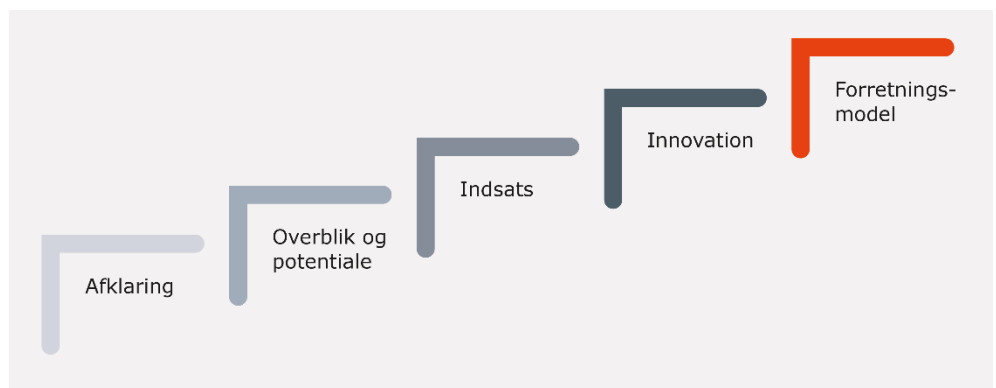 Afklaring
Overblik og
potentiale
Indsats
Innovation
Forretnings-
model